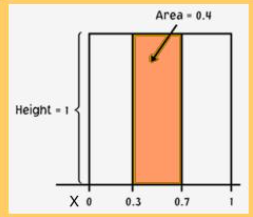 Area = 0.4
Height = 1
X 0 0.3 0.7 1